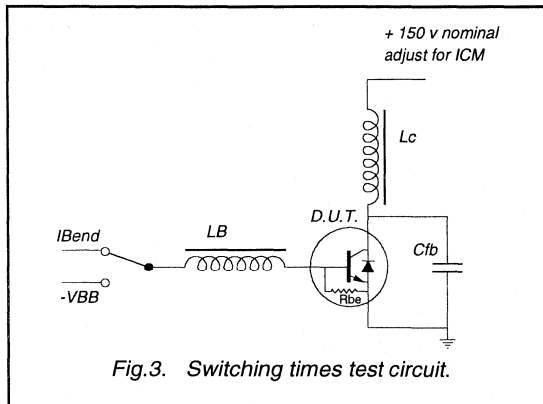 + 150 v nominal
adjust for ICM
Lc
D.U.T.
LB
IBend
Cfb
-VBB
Rbe
Fig.3. Switching times test circuit.